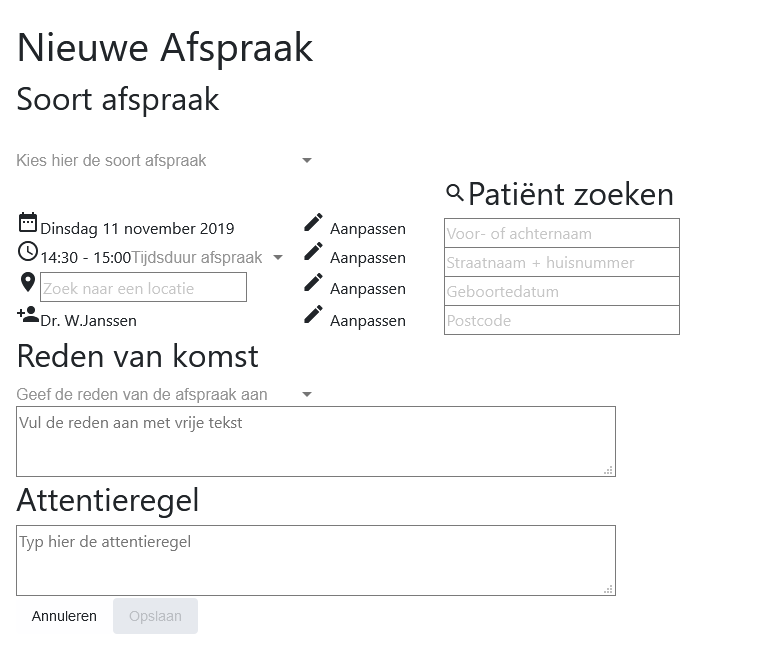 Nieuwe Afspraak
Soort afspraak
Kies hier de soort afspraak
Dinsdag 11 november 2019 Aanpassen
14:30 - 15:00 Tijdsduur afspraak Aanpassen
Zoek naar een locatie Aanpassen
Dr. W.Janssen Aanpassen
Patiënt zoeken
Voor- of achternaam
Straatnaam + huisnummer
Geboortedatum
Postcode
Reden van komst
Geef de reden van de afspraak aan
Vul de reden aan met vrije tekst
Attentieregel
Typ hier de attentieregel
Annuleren Opslaan